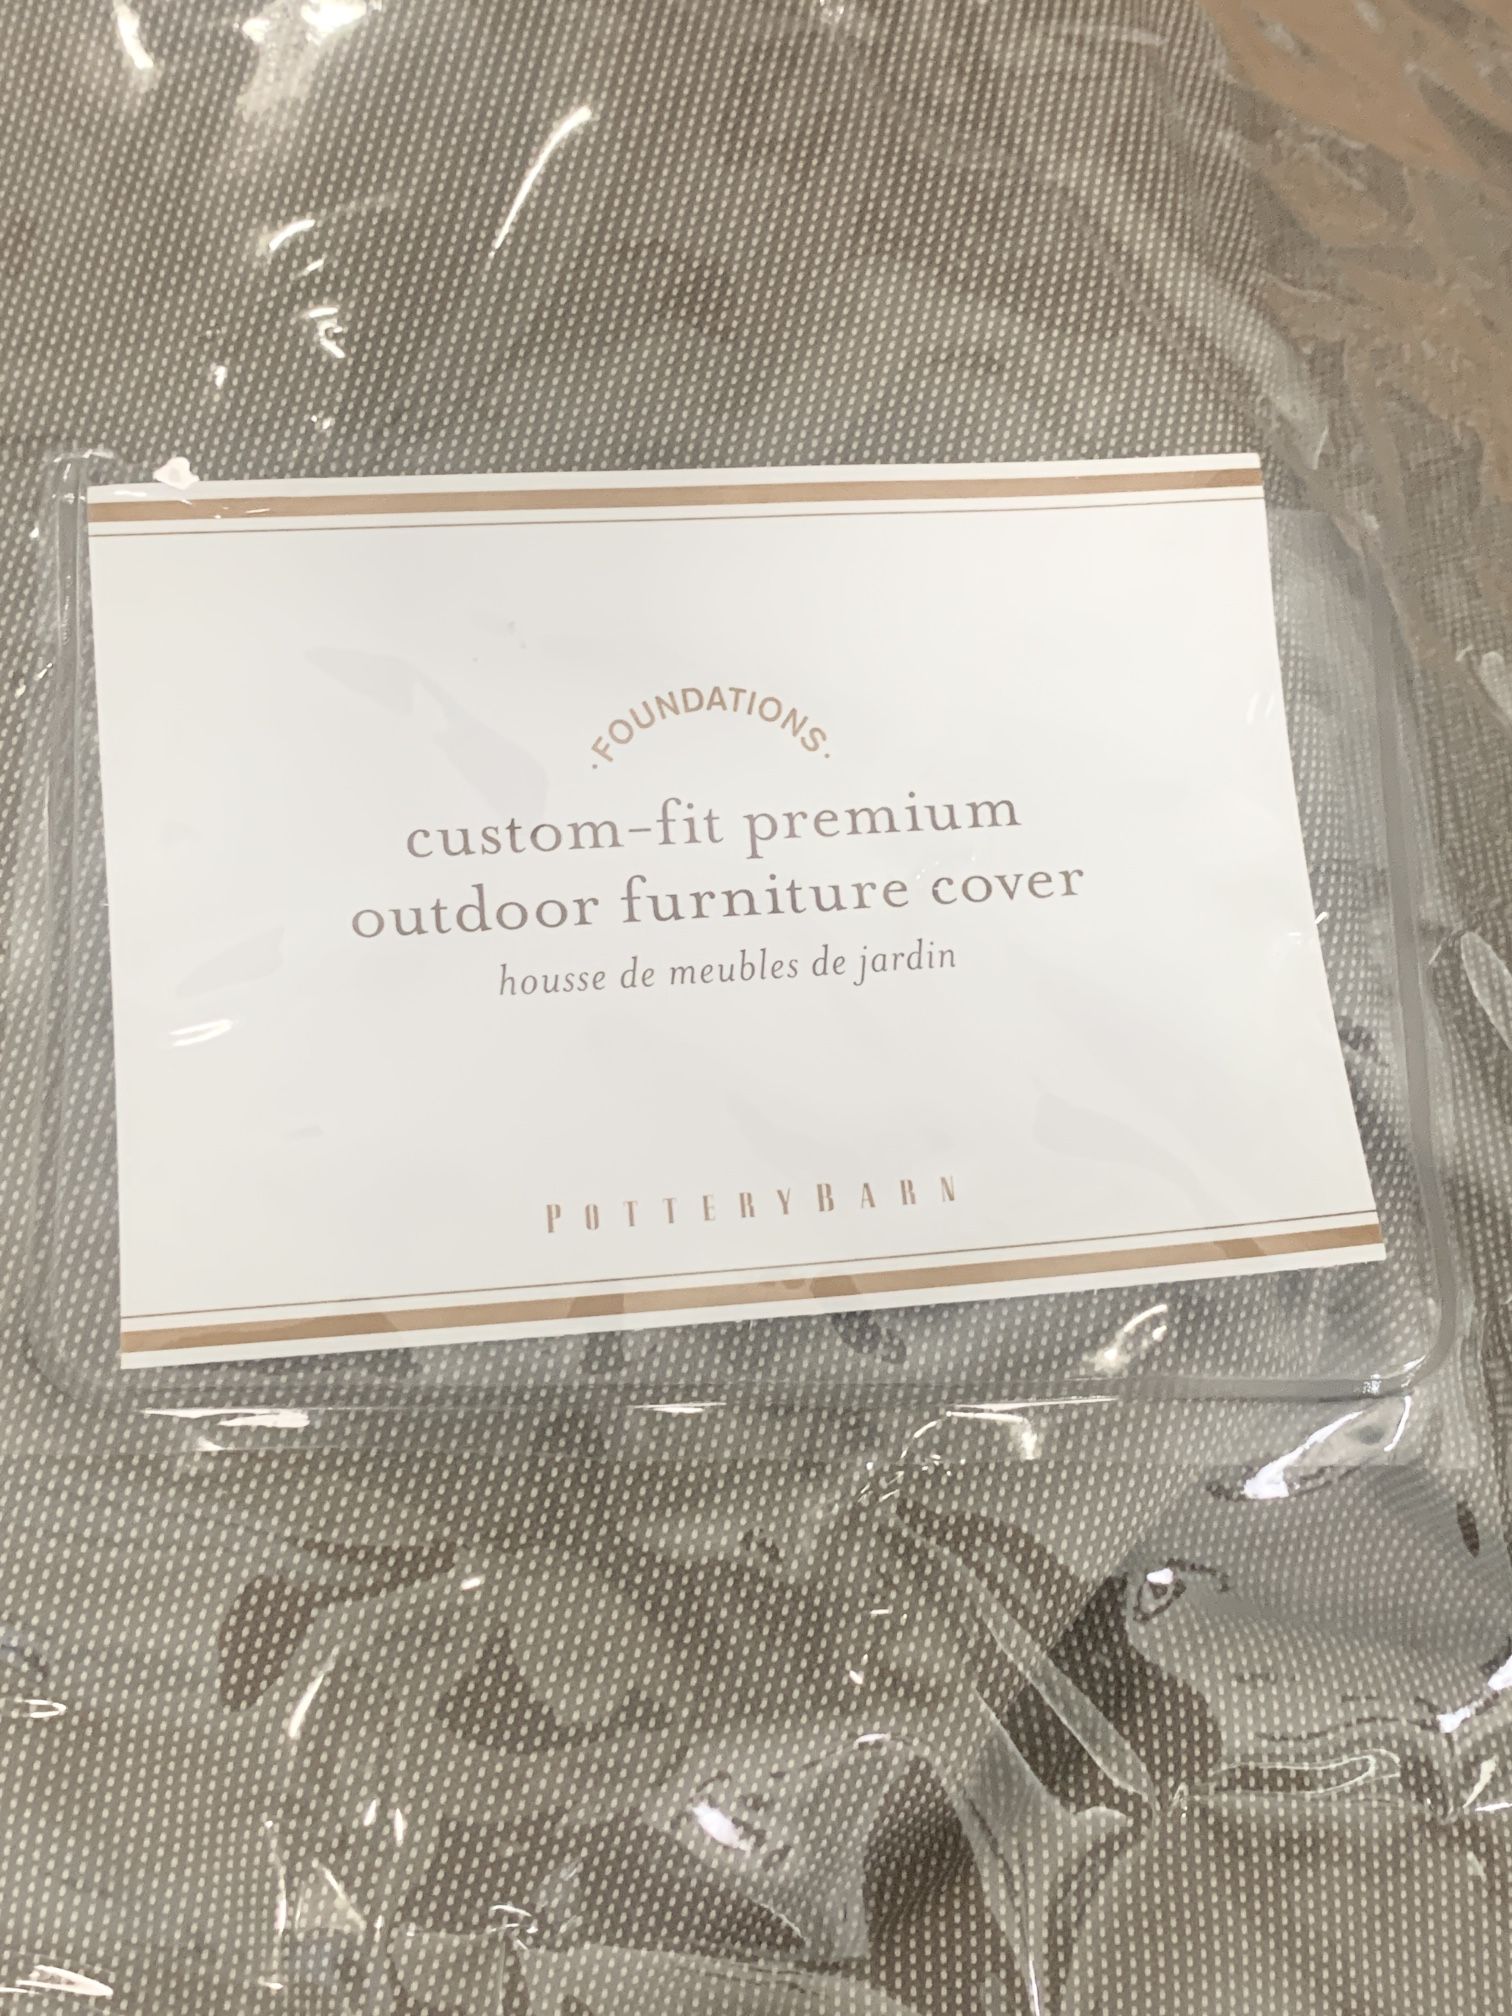 ·FOUNDATIONS·
custom-fit premium
outdoor furniture cover
housse de meubles de jardin
POTTERYBARN